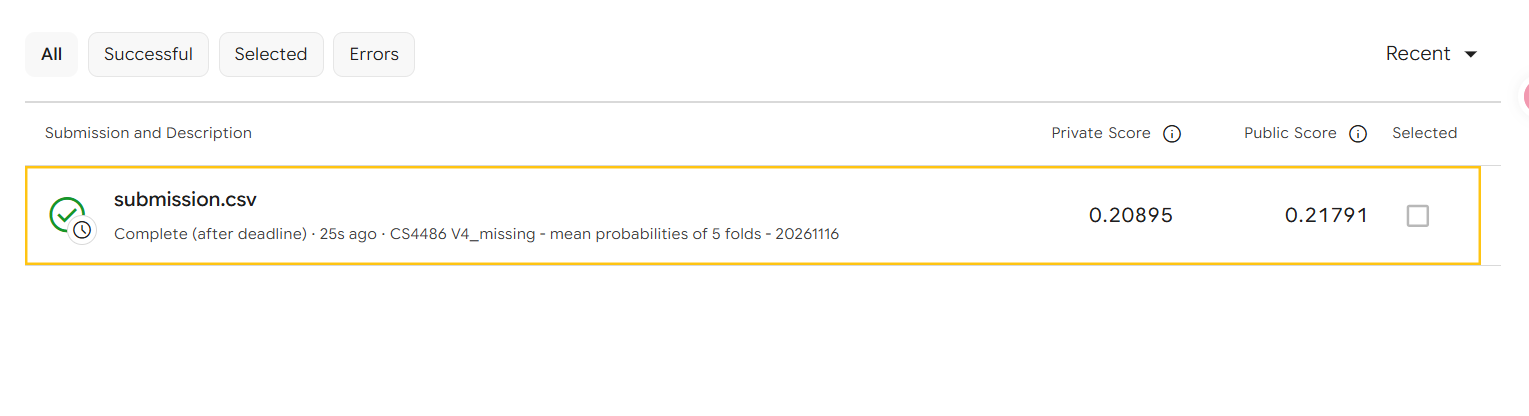 All Successful Selected Errors Recent
Submission and Description Private Score Public Score Selected
submission.csv 0.20895 0.21791
Complete (after deadline) · 25s ago · CS4486 V4_missing - mean probabilities of 5 folds - 20261116